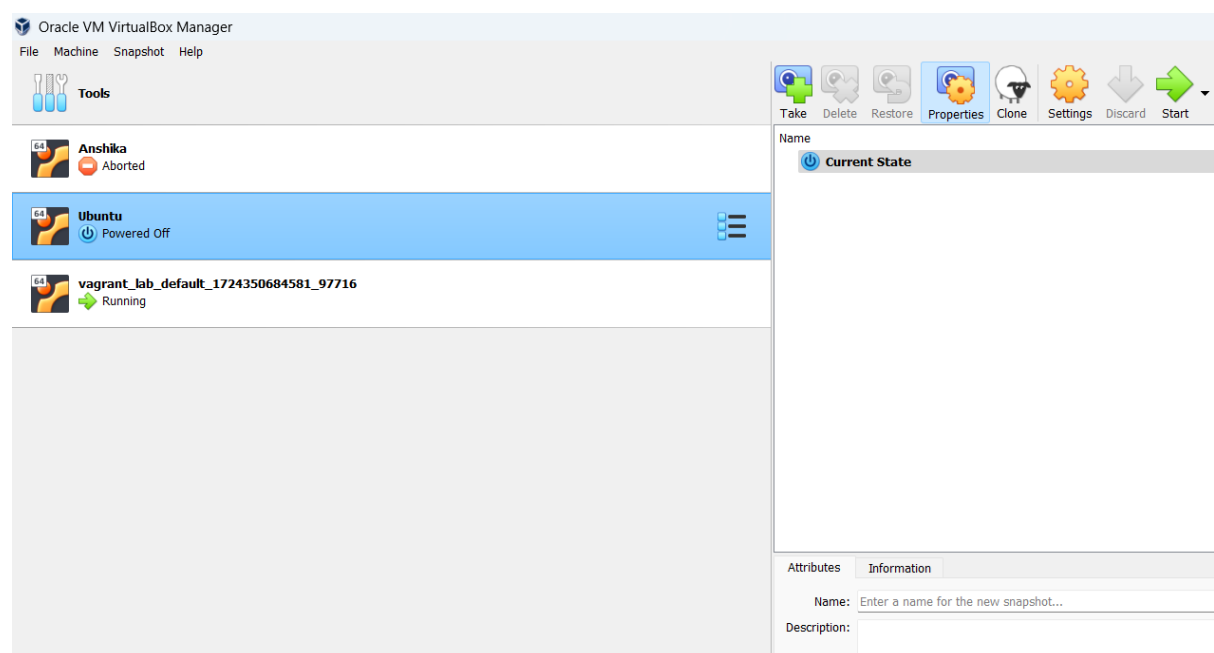 Oracle VM VirtualBox Manager
File Machine Snapshot Help
Tools
64
Anshika
Aborted
64
Ubuntu
Powered Off
64
vagrant_lab_default_1724350684581_97716
Running
Take Delete Restore Properties Clone Settings Discard Start
Name
Current State
Attributes Information
Name: Enter a name for the new snapshot...
Description: